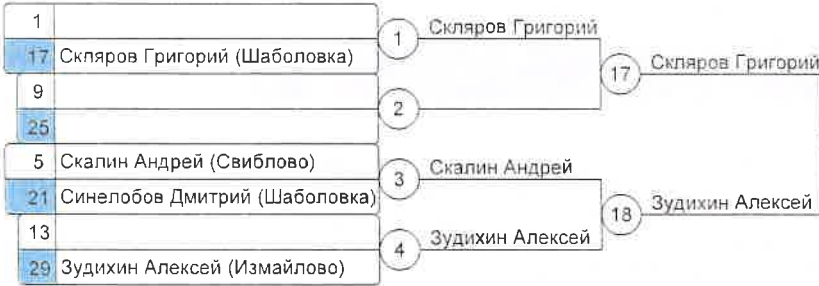 1
17 Скляров Григорий (Шаболовка)
1 Скляров Григорий
17 Скляров Григорий
9
25
2
5 Скалин Андрей (Свиблово)
21 Синелобов Дмитрий (Шаболовка)
3 Скалин Андрей
18 Зудихин Алексей
13
29 Зудихин Алексей (Измайлово)
4 Зудихин Алексей